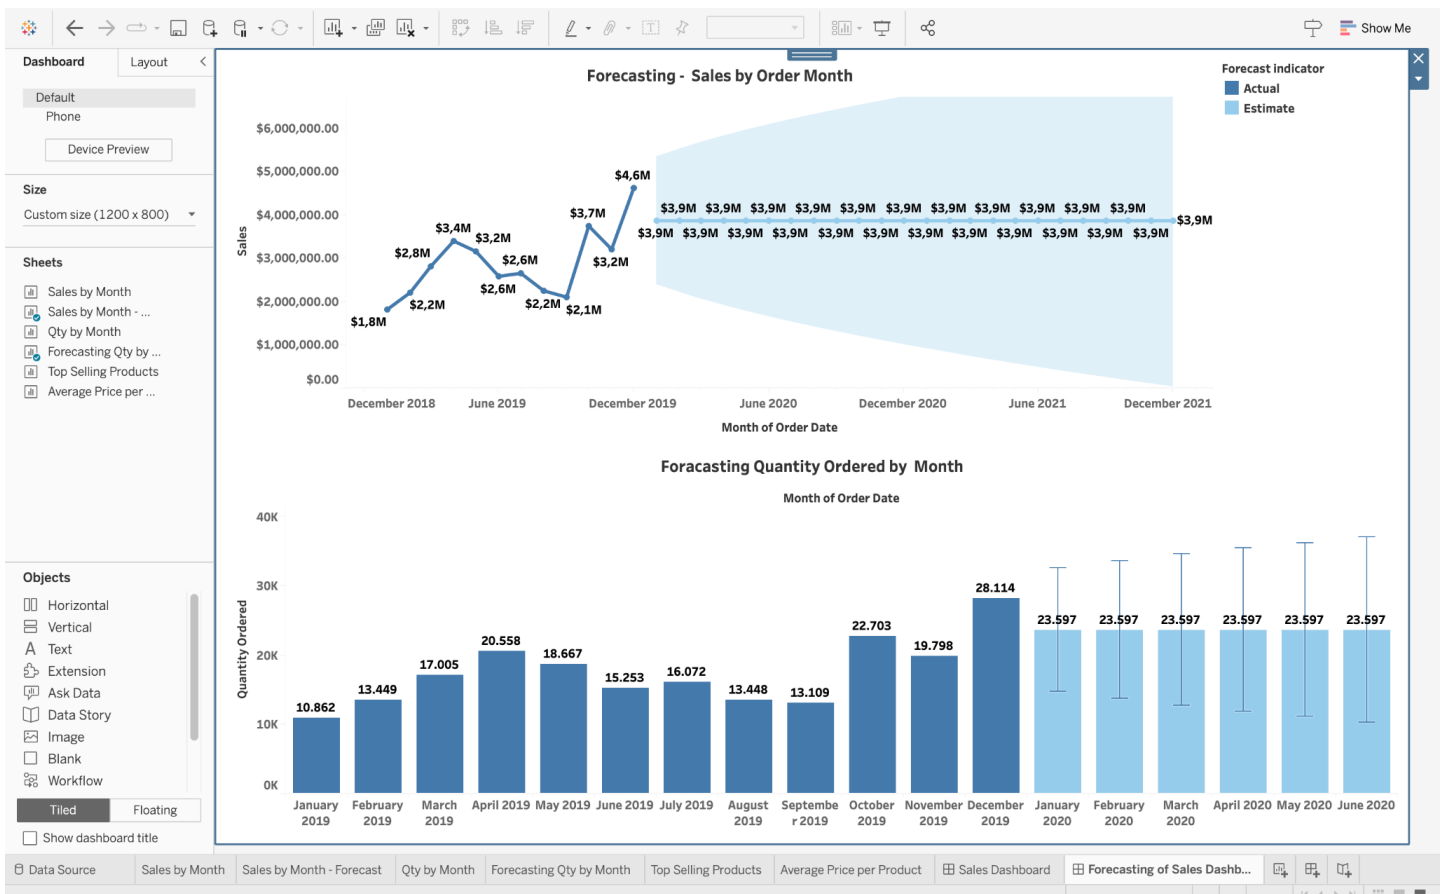 Show Me
Dashboard
Layout
Default
Phone
Device Preview
Size
Custom size (1200 x 800)
Sheets
Sales by Month
Sales by Month - ...
Qty by Month
Forecasting Qty by ...
Top Selling Products
Average Price per ...
Objects
Horizontal
Vertical
A Text
Extension
Ask Data
Data Story
Image
Blank
Workflow
Tiled
Floating
Show dashboard title
Forecasting - Sales by Order Month
Forecast indicator
Actual
Estimate
Sales
$6,000,000.00
$5,000,000.00
$4,000,000.00
$3,000,000.00
$2,000,000.00
$1,000,000.00
$0.00
$1,8M
$2,2M
$2,8M
$3,4M
$3,2M
$2,6M
$2,6M
$2,2M
$2,1M
$3,7M
$3,2M
$4,6M
$3,9M $3,9M $3,9M $3,9M $3,9M $3,9M $3,9M $3,9M $3,9M $3,9M $3,9M
$3,9M $3,9M $3,9M $3,9M $3,9M $3,9M $3,9M $3,9M $3,9M $3,9M $3,9M $3,9M
$3,9M
December 2018 June 2019 December 2019 June 2020 December 2020 June 2021 December 2021
Month of Order Date
Foracasting Quantity Ordered by Month
Month of Order Date
Quantity Ordered
40K
30K
20K
10K
0K
10.862
13.449
17.005
20.558
18.667
15.253
16.072
13.448
13.109
22.703
19.798
28.114
23.597
23.597
23.597
23.597
23.597
23.597
January
2019
February
2019
March
2019
April 2019
May 2019
June 2019
July 2019
August
2019
Septembe
r 2019
October
2019
November
2019
December
2019
January
2020
February
2020
March
2020
April 2020
May 2020
June 2020
Data Source
Sales by Month
Sales by Month - Forecast
Qty by Month
Forecasting Qty by Month
Top Selling Products
Average Price per Product
Sales Dashboard
Forecasting of Sales Dashb...